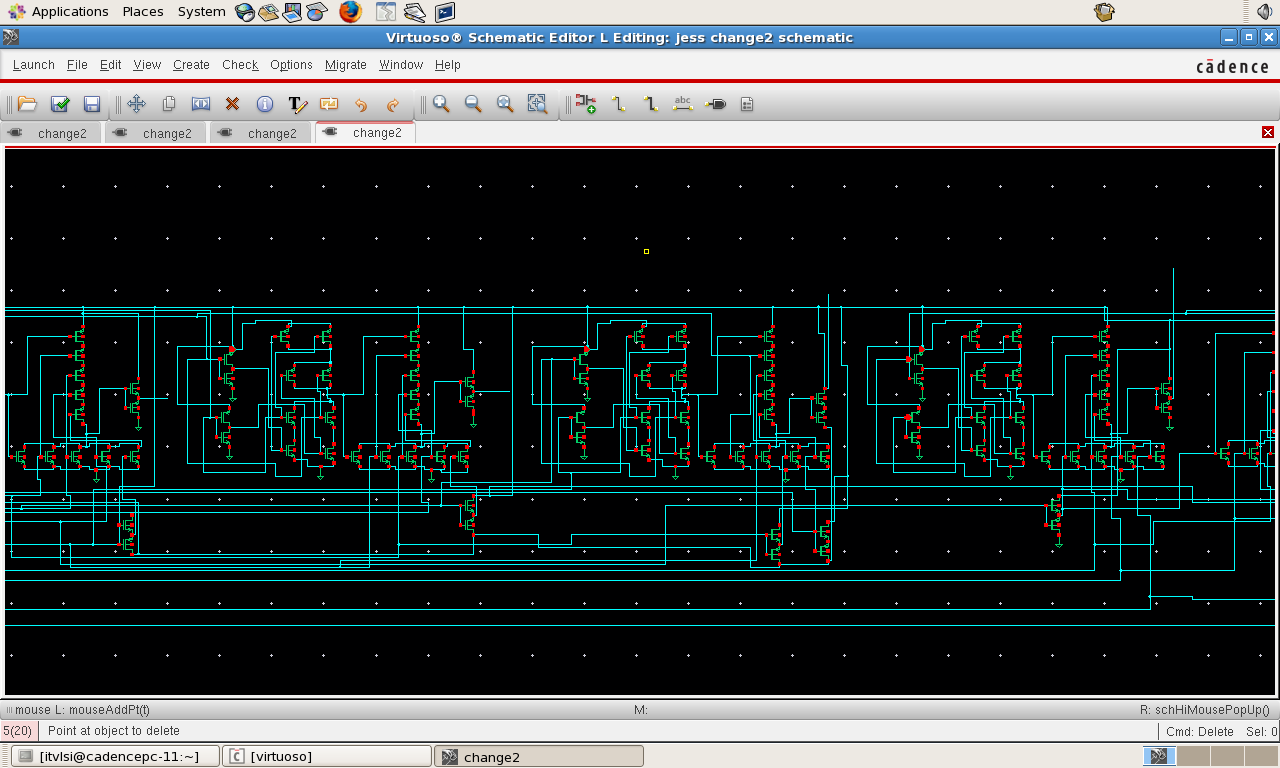 Applications Places System
Virtuoso® Schematic Editor L Editing: jess change2 schematic
Launch File Edit View Create Check Options Migrate Window Help
cādence
abc
change2 change2 change2 change2
mouse L: mouseAddPt(t) M: R: schHiMousePopUp()
5(20) Point at object to delete Cmd: Delete Sel: 0
[itvlsi@cadencepc-11:~] [virtuoso] change2